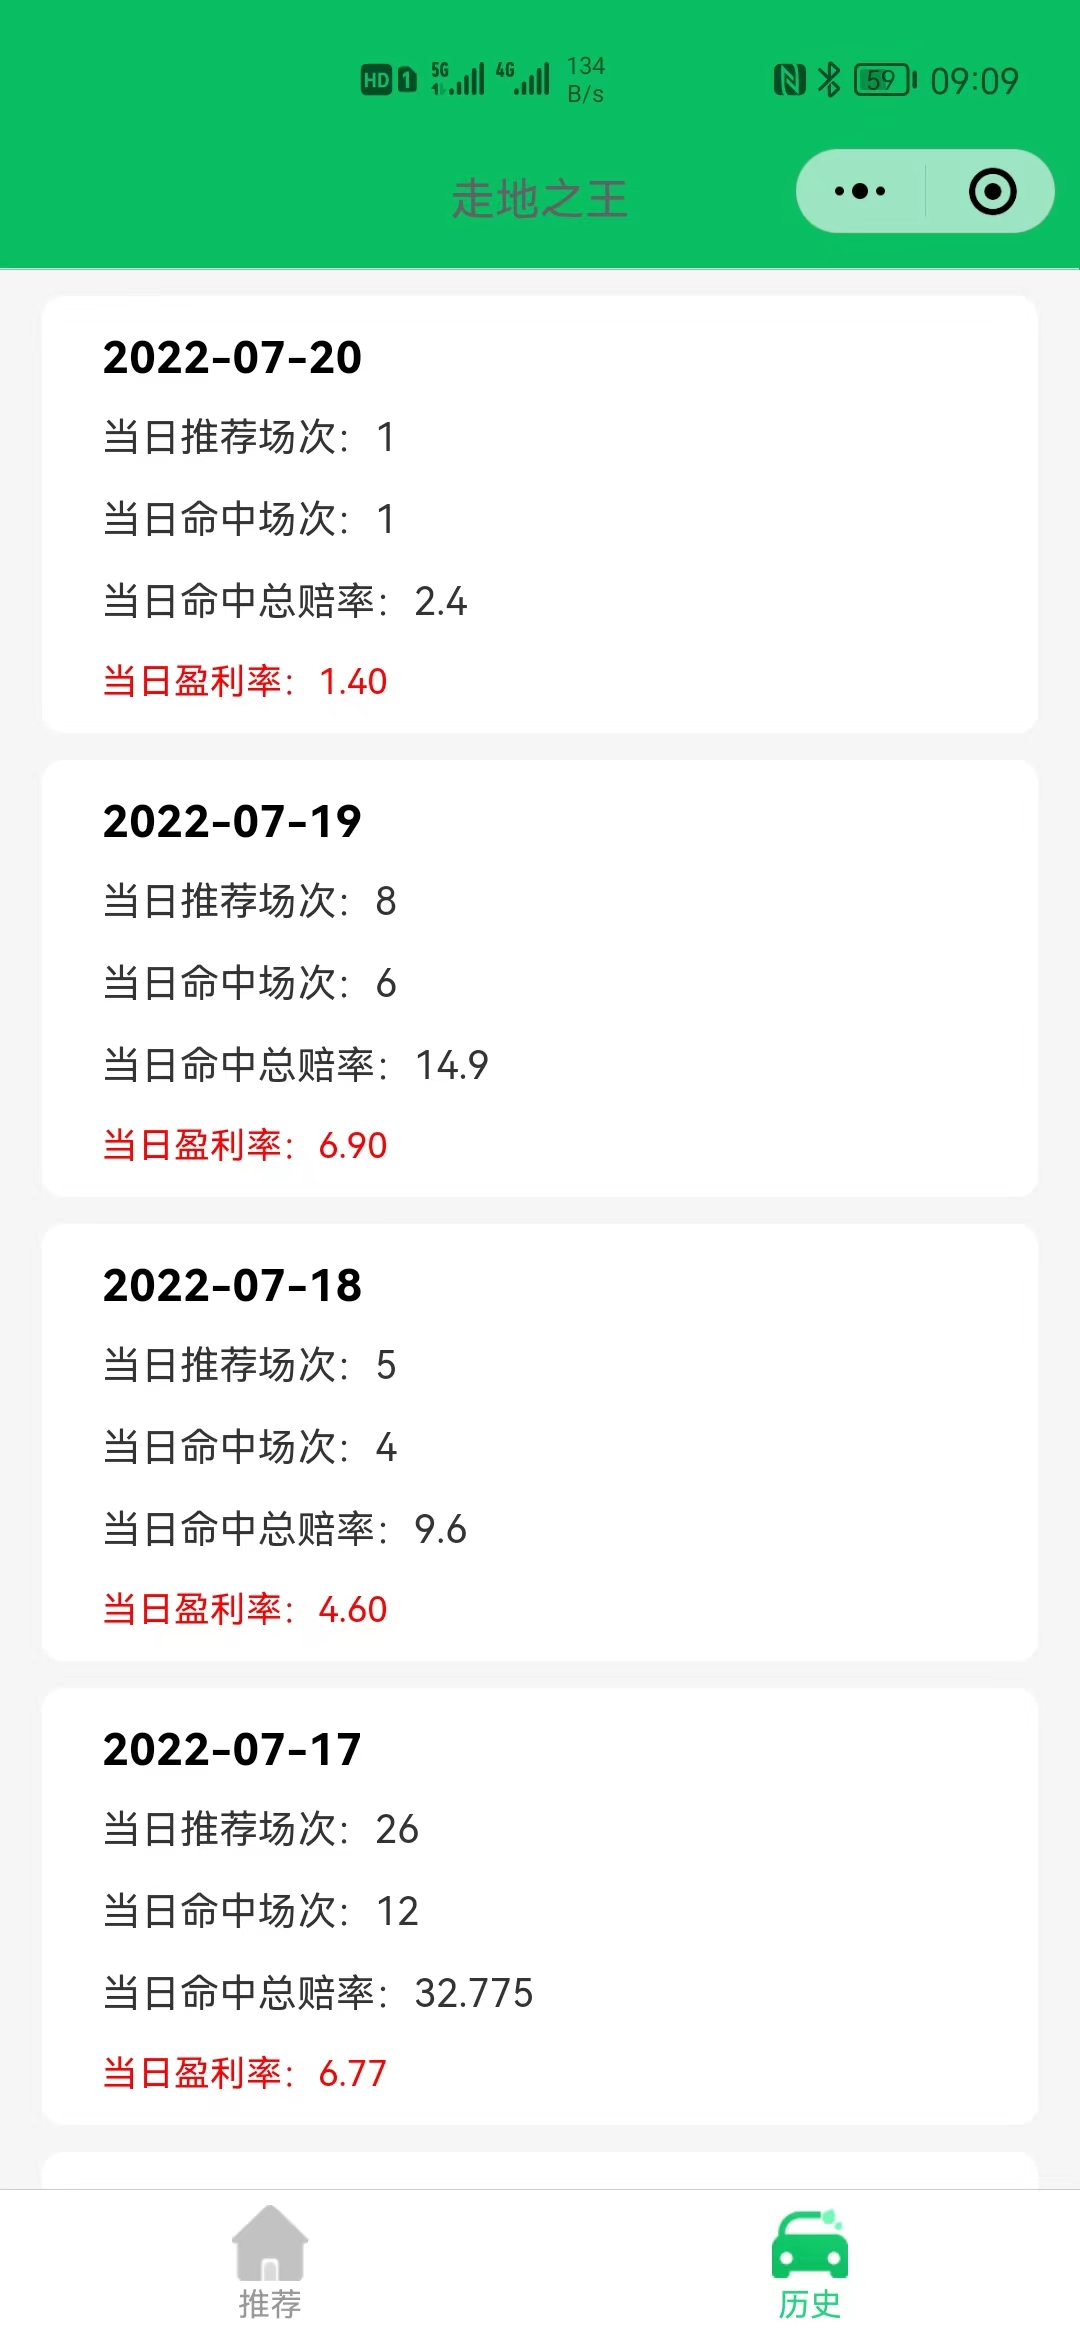 HD 1 5G 4G 134 B/s 59 09:09
走地之王
2022-07-20
当日推荐场次：1
当日命中场次：1
当日命中总赔率：2.4
当日盈利率：1.40
2022-07-19
当日推荐场次：8
当日命中场次：6
当日命中总赔率：14.9
当日盈利率：6.90
2022-07-18
当日推荐场次：5
当日命中场次：4
当日命中总赔率：9.6
当日盈利率：4.60
2022-07-17
当日推荐场次：26
当日命中场次：12
当日命中总赔率：32.775
当日盈利率：6.77
推荐
历史